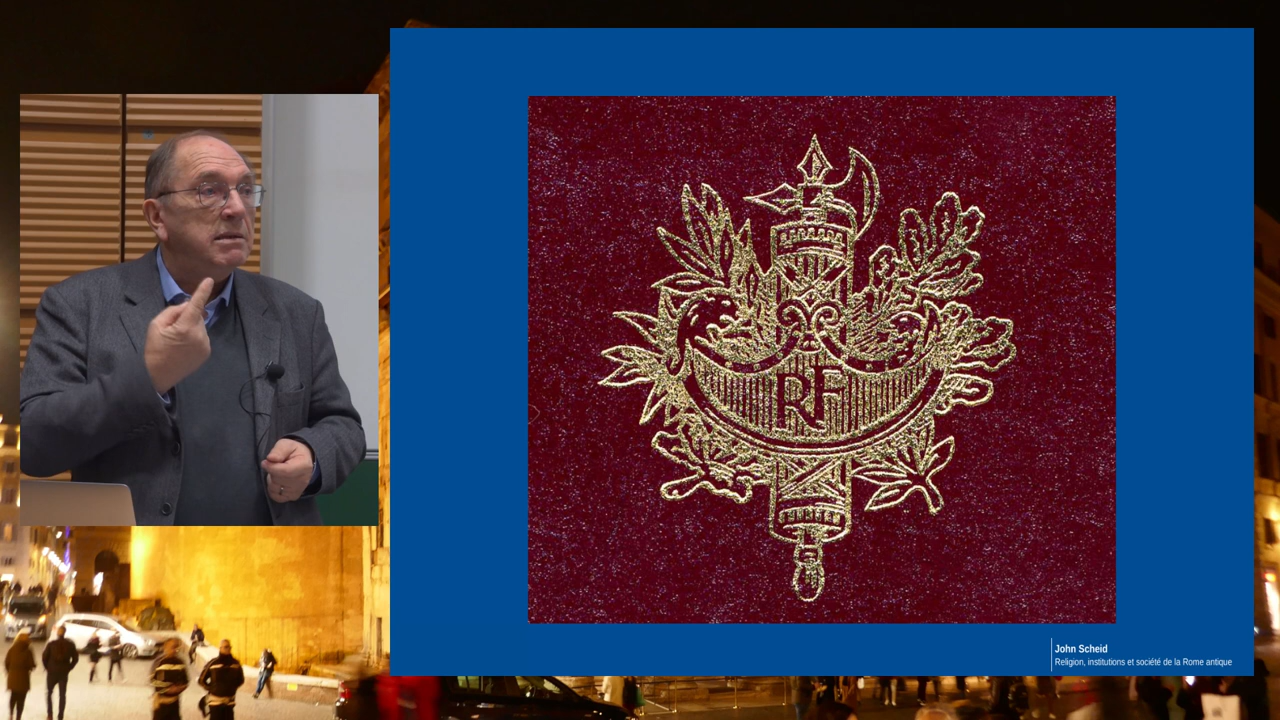 RF
John Scheid
Religion, institutions et société de la Rome antique